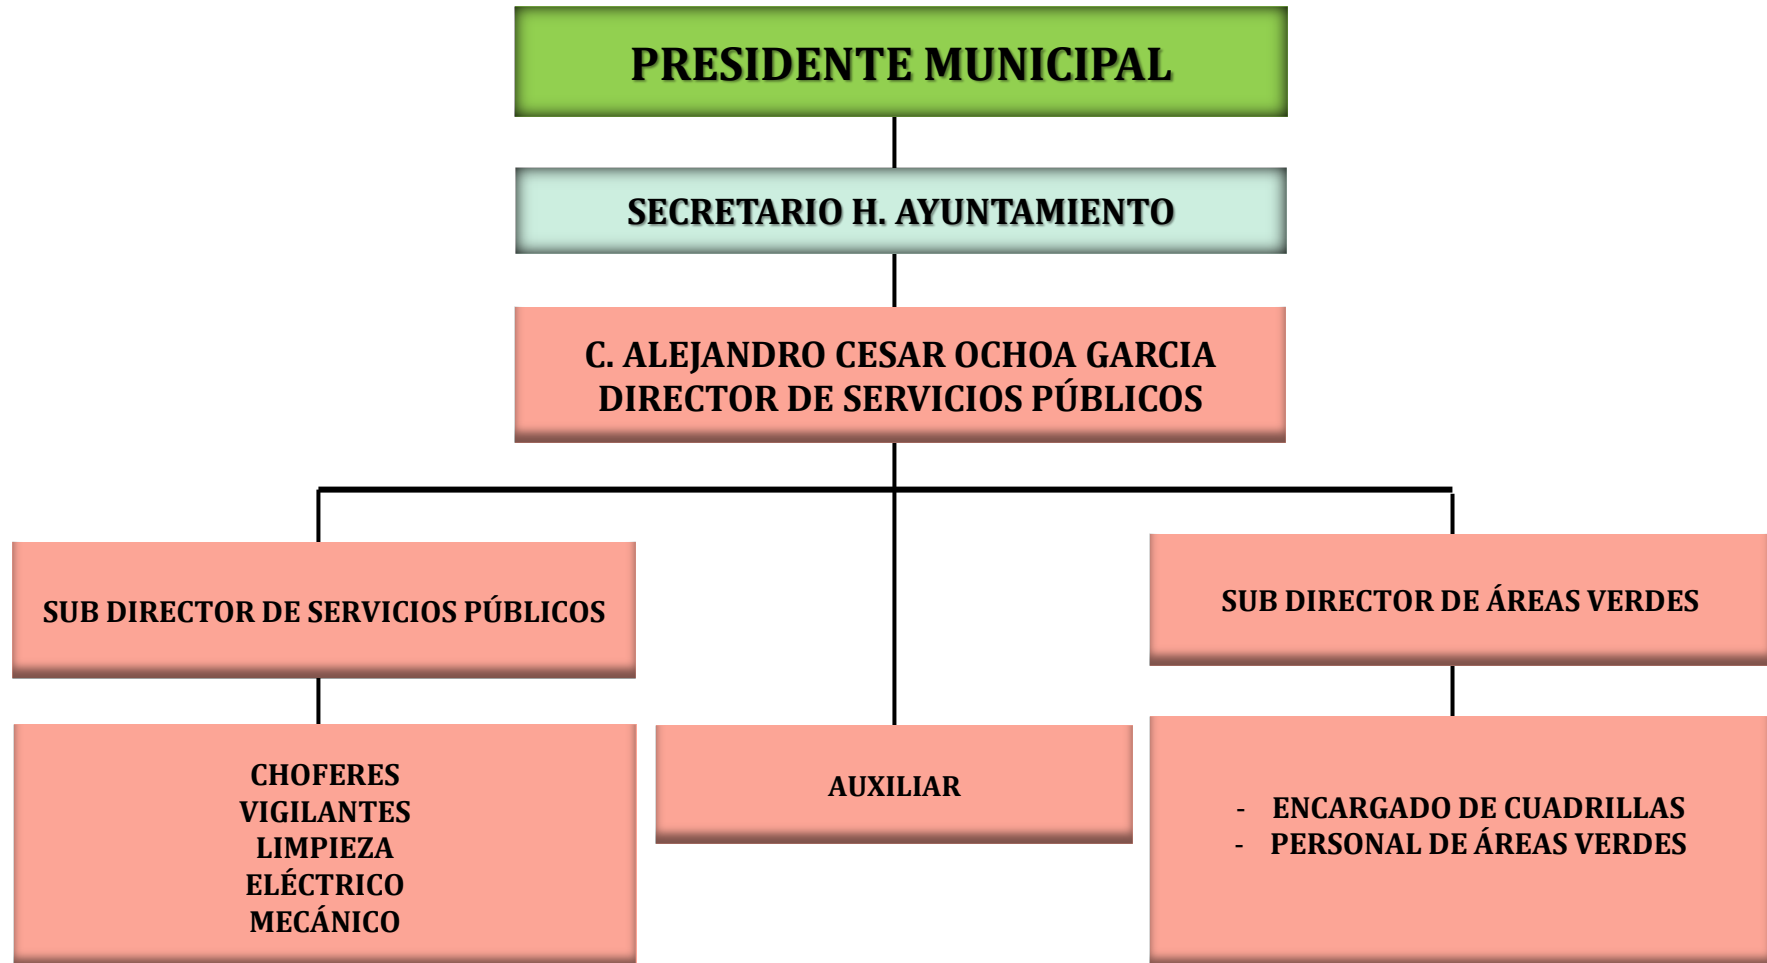 PRESIDENTE MUNICIPAL
SECRETARIO H. AYUNTAMIENTO
C. ALEJANDRO CESAR OCHOA GARCIA
DIRECTOR DE SERVICIOS PÚBLICOS
SUB DIRECTOR DE SERVICIOS PÚBLICOS
SUB DIRECTOR DE ÁREAS VERDES
CHOFERES
VIGILANTES
LIMPIEZA
ELÉCTRICO
MECÁNICO
AUXILIAR
- ENCARGADO DE CUADRILLAS
- PERSONAL DE ÁREAS VERDES